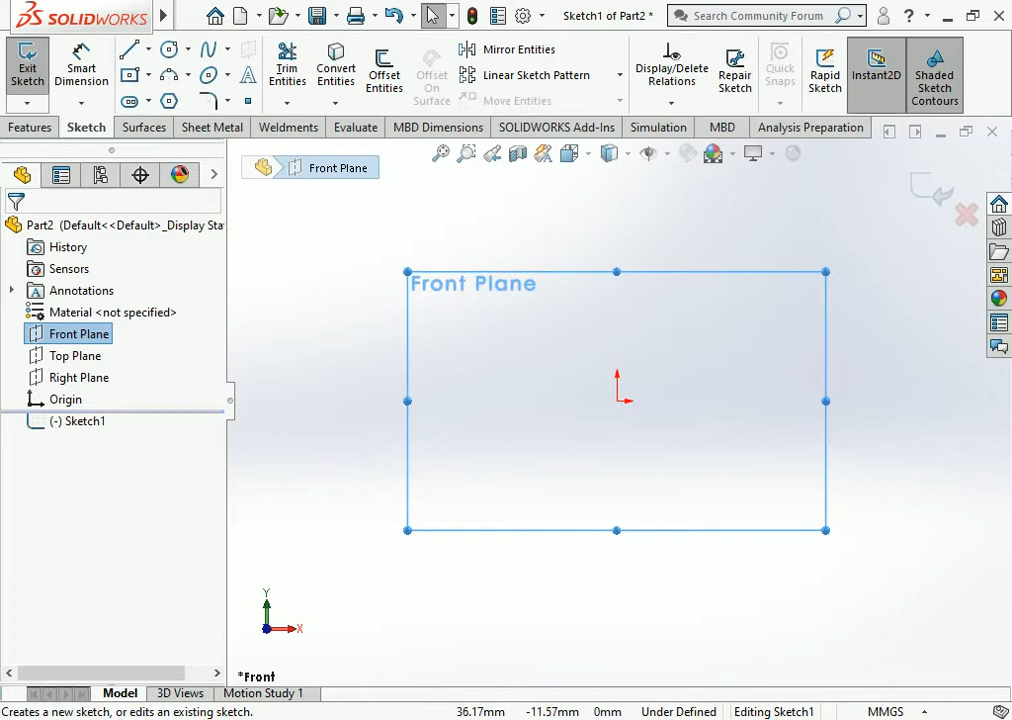 SOLIDWORKS
Sketch1 of Part2 *
Search Community Forum
?
Exit Sketch
Smart Dimension
Trim Entities
Convert Entities
Offset Entities
Offset On Surface
Mirror Entities
Linear Sketch Pattern
Move Entities
Display/Delete Relations
Repair Sketch
Quick Snaps
Rapid Sketch
Instant2D
Shaded Sketch Contours
Features
Sketch
Surfaces
Sheet Metal
Weldments
Evaluate
MBD Dimensions
SOLIDWORKS Add-Ins
Simulation
MBD
Analysis Preparation
Front Plane
Part2 (Default<<Default>_Display Sta
History
Sensors
Annotations
Material <not specified>
Front Plane
Top Plane
Right Plane
Origin
(-) Sketch1
Front Plane
Y
X
*Front
Model
3D Views
Motion Study 1
Creates a new sketch, or edits an existing sketch.
36.17mm
-11.57mm
0mm
Under Defined
Editing Sketch1
MMGS